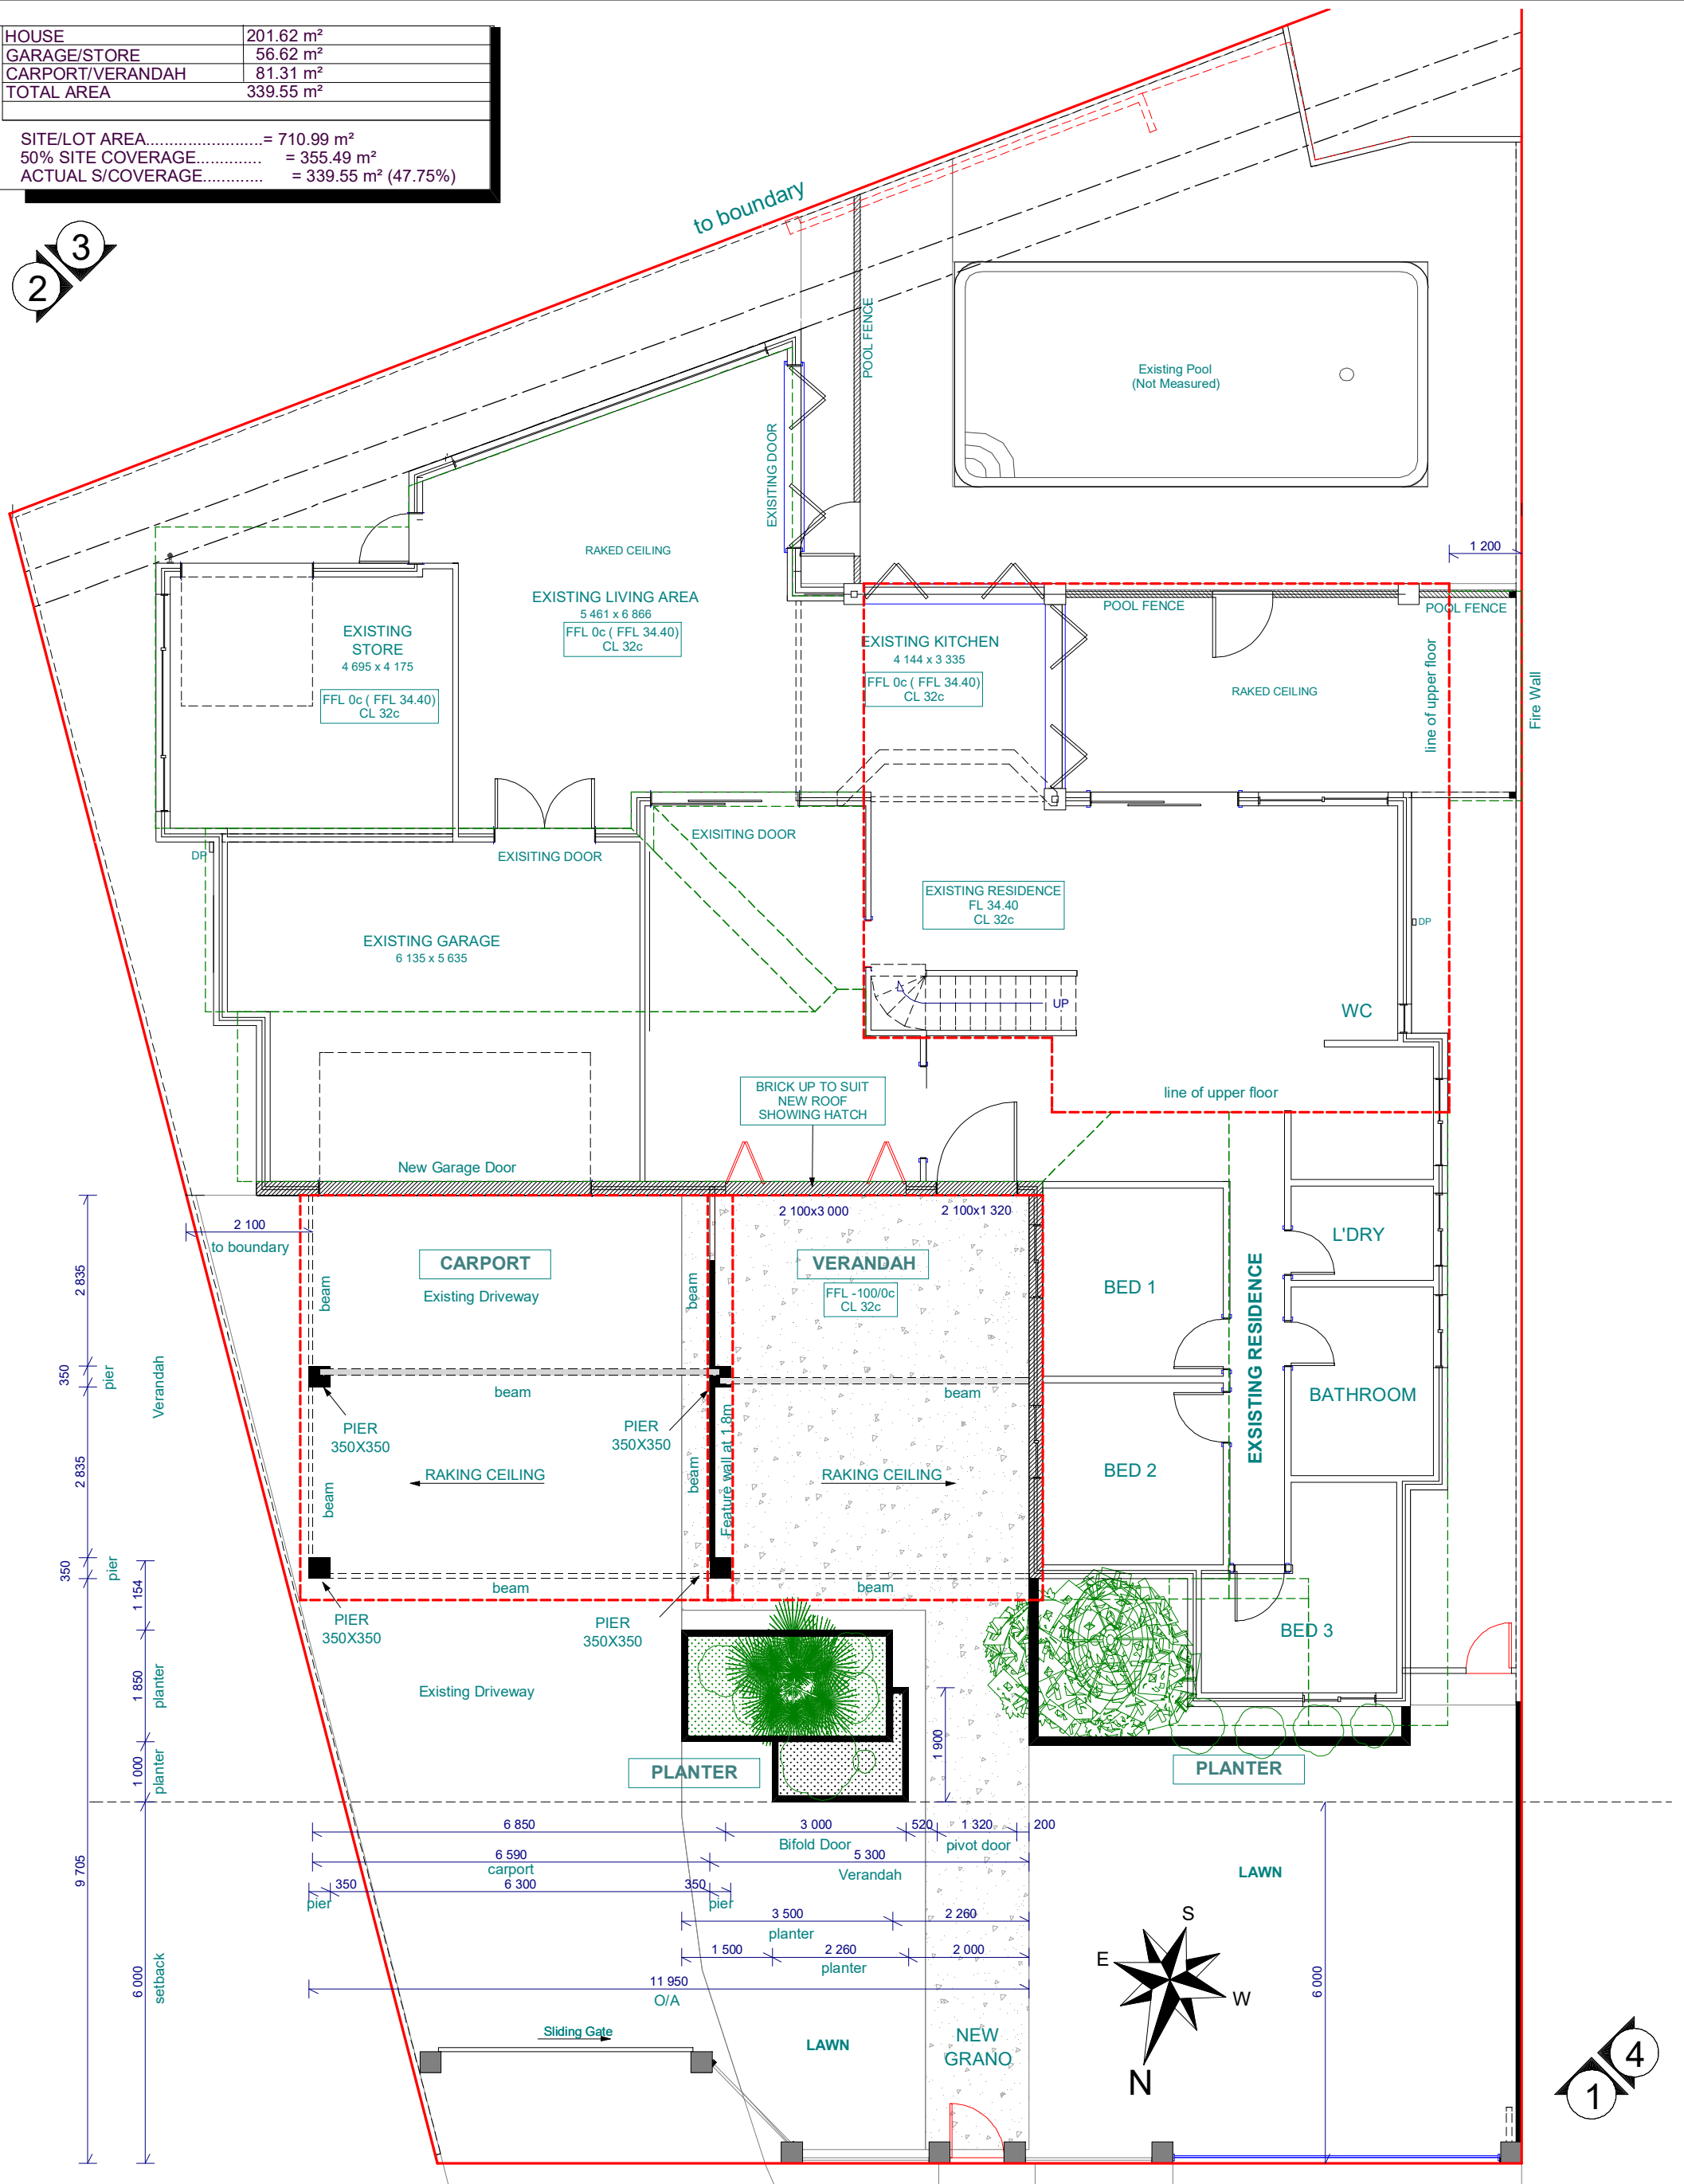 HOUSE 201.62 m²
GARAGE/STORE 56.62 m²
CARPORT/VERANDAH 81.31 m²
TOTAL AREA 339.55 m²
SITE/LOT AREA.........................= 710.99 m²
50% SITE COVERAGE.............. = 355.49 m²
ACTUAL S/COVERAGE............. = 339.55 m² (47.75%)
3
2
to boundary
POOL FENCE
Existing Pool
(Not Measured)
EXISITING DOOR
1 200
RAKED CEILING
EXISTING LIVING AREA
5 461 x 6 866
FFL 0c ( FFL 34.40)
CL 32c
EXISTING
STORE
4 695 x 4 175
FFL 0c ( FFL 34.40)
CL 32c
EXISTING KITCHEN
4 144 x 3 335
FFL 0c ( FFL 34.40)
CL 32c
POOL FENCE
POOL FENCE
RAKED CEILING
line of upper floor
Fire Wall
DP
EXISITING DOOR
EXISITING DOOR
EXISTING RESIDENCE
FL 34.40
CL 32c
DP
EXISTING GARAGE
6 135 x 5 635
UP
WC
BRICK UP TO SUIT
NEW ROOF
SHOWING HATCH
line of upper floor
New Garage Door
2 100x3 000
2 100x1 320
2 100
to boundary
CARPORT
Existing Driveway
VERANDAH
FFL -100/0c
CL 32c
beam
beam
BED 1
L'DRY
EXSISTING RESIDENCE
BATHROOM
2 835
350
pier
Verandah
2 835
350
pier
beam
beam
PIER
350X350
PIER
350X350
RAKING CEILING
RAKING CEILING
beam
beam
Feature wall at 1.8m
BED 2
beam
beam
PIER
350X350
PIER
350X350
BED 3
1 154
1 850
planter
1 000
planter
Existing Driveway
1 900
PLANTER
PLANTER
9 705
6 000
setback
6 850
3 000
520
1 320
200
Bifold Door
pivot door
6 590
carport
5 300
Verandah
350
6 300
350
pier
pier
3 500
2 260
planter
1 500
2 260
2 000
planter
11 950
O/A
LAWN
6 000
S
E
W
N
Sliding Gate
LAWN
NEW
GRANO
4
1